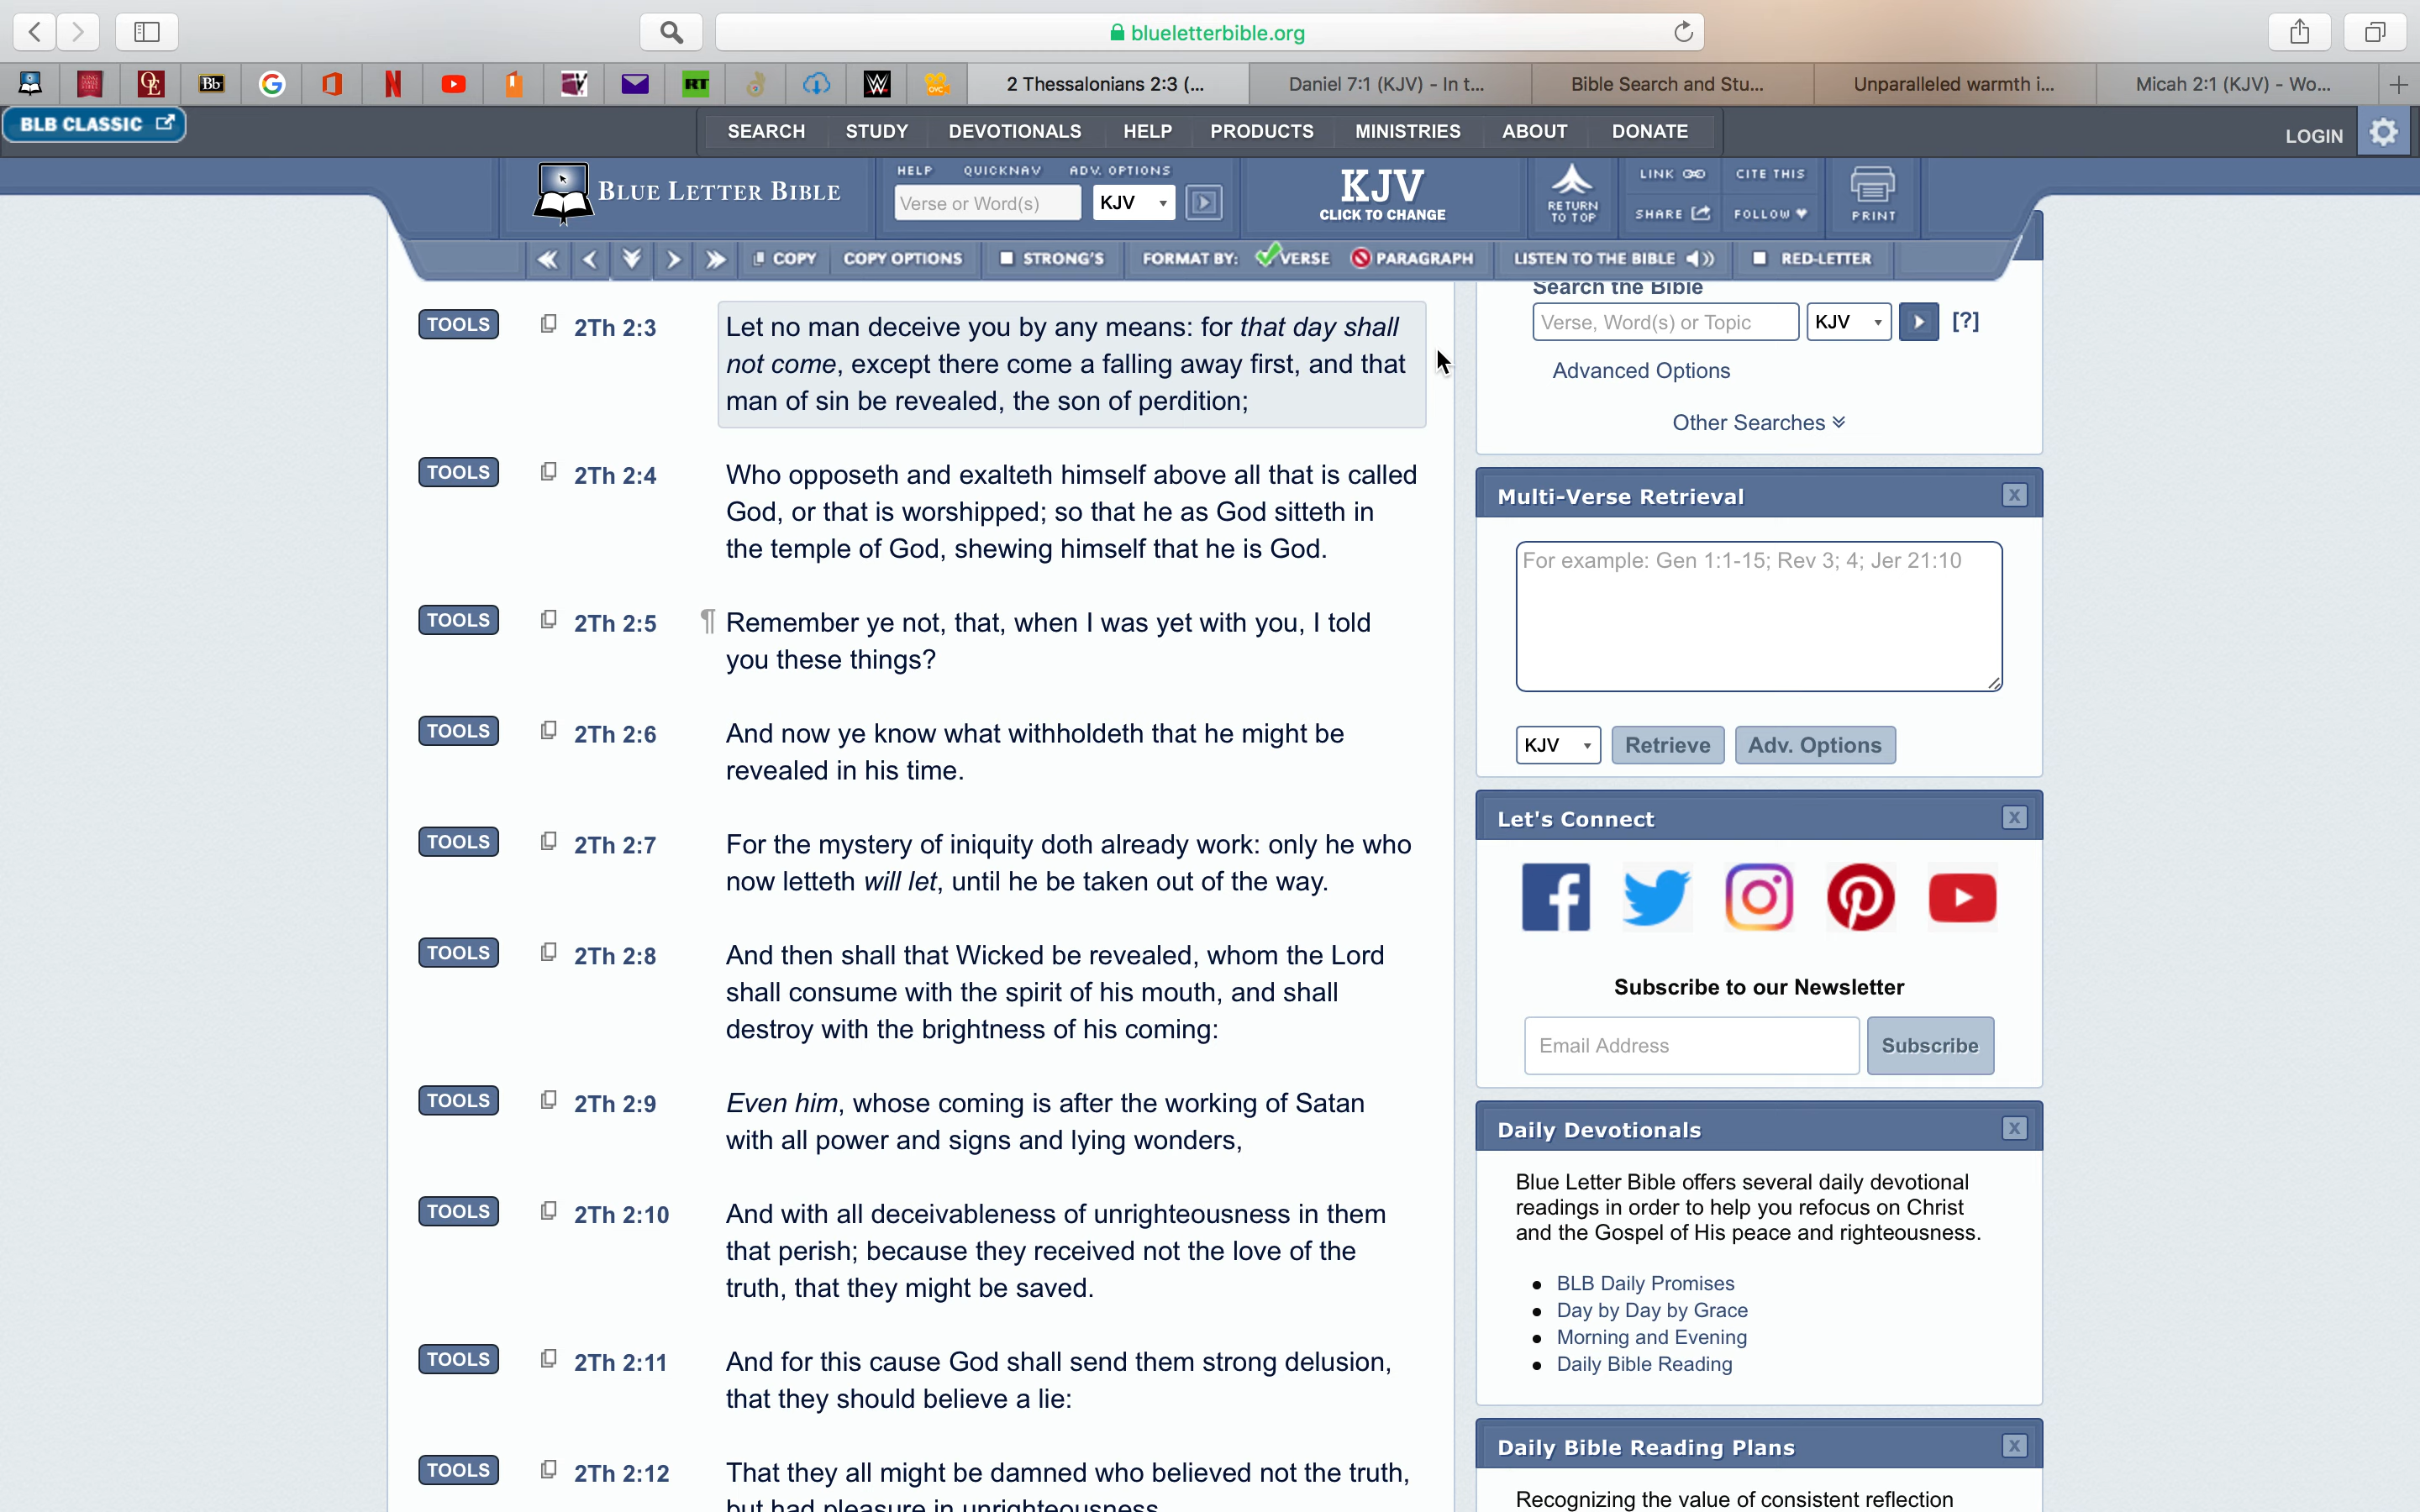 blueletterbible.org
Bb
G
N
RT
W
2 Thessalonians 2:3 (...
Daniel 7:1 (KJV) - In t...
Bible Search and Stu...
Unparalleled warmth i...
Micah 2:1 (KJV) - Wo...
BLB CLASSIC
SEARCH STUDY DEVOTIONALS HELP PRODUCTS MINISTRIES ABOUT DONATE
LOGIN
BLUE LETTER BIBLE
HELP QUICKNAV ADV. OPTIONS
Verse or Word(s)
KJV
KJV
CLICK TO CHANGE
RETURN
TO TOP
LINK CITE THIS
SHARE FOLLOW
PRINT
COPY COPY OPTIONS STRONG'S FORMAT BY: VERSE PARAGRAPH LISTEN TO THE BIBLE RED-LETTER
TOOLS 2Th 2:3 Let no man deceive you by any means: for that day shall
not come, except there come a falling away first, and that
man of sin be revealed, the son of perdition;
TOOLS 2Th 2:4 Who opposeth and exalteth himself above all that is called
God, or that is worshipped; so that he as God sitteth in
the temple of God, shewing himself that he is God.
TOOLS 2Th 2:5 ¶ Remember ye not, that, when I was yet with you, I told
you these things?
TOOLS 2Th 2:6 And now ye know what withholdeth that he might be
revealed in his time.
TOOLS 2Th 2:7 For the mystery of iniquity doth already work: only he who
now letteth will let, until he be taken out of the way.
TOOLS 2Th 2:8 And then shall that Wicked be revealed, whom the Lord
shall consume with the spirit of his mouth, and shall
destroy with the brightness of his coming:
TOOLS 2Th 2:9 Even him, whose coming is after the working of Satan
with all power and signs and lying wonders,
TOOLS 2Th 2:10 And with all deceivableness of unrighteousness in them
that perish; because they received not the love of the
truth, that they might be saved.
TOOLS 2Th 2:11 And for this cause God shall send them strong delusion,
that they should believe a lie:
TOOLS 2Th 2:12 That they all might be damned who believed not the truth,
but had pleasure in unrighteousness
Search the Bible
Verse, Word(s) or Topic
KJV
[?]
Advanced Options
Other Searches
Multi-Verse Retrieval X
For example: Gen 1:1-15; Rev 3; 4; Jer 21:10
KJV Retrieve Adv. Options
Let's Connect X
Subscribe to our Newsletter
Email Address Subscribe
Daily Devotionals X
Blue Letter Bible offers several daily devotional
readings in order to help you refocus on Christ
and the Gospel of His peace and righteousness.
• BLB Daily Promises
• Day by Day by Grace
• Morning and Evening
• Daily Bible Reading
Daily Bible Reading Plans X
Recognizing the value of consistent reflection